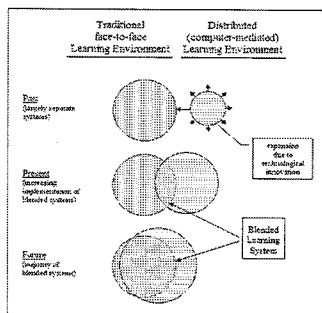 Traditional
face-to-face
Learning Environment
Distributed
(computer-mediated)
Learning Environment
Past
(largely separate
systems)
expansion
due to
technological
innovation
Present
(increasing
implementation of
blended systems)
Blended
Learning
System
Future
(majority of
blended systems)